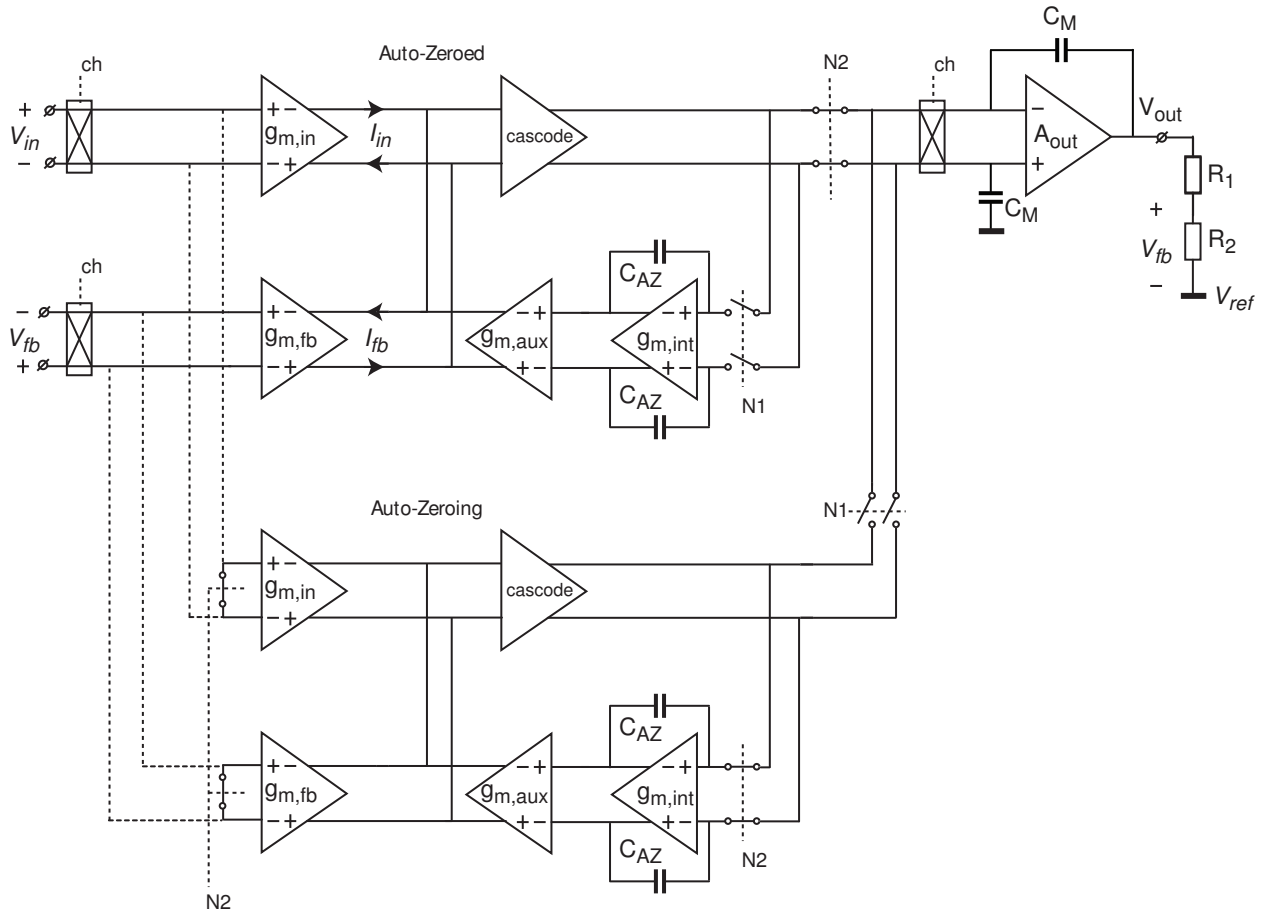 C_M
Auto-Zeroed
N2
ch
ch
+
V_in
−
+ −
g_m,in
− +
I_in
cascode
−
A_out
+
V_out
C_M
R_1
+
V_fb
−
R_2
V_ref
ch
−
V_fb
+
− +
g_m,fb
− +
I_fb
C_AZ
− +
g_m,aux
+ −
− +
g_m,int
+ −
C_AZ
N1
Auto-Zeroing
N1
+ −
g_m,in
− +
cascode
C_AZ
+ −
g_m,fb
− +
− +
g_m,aux
+ −
− +
g_m,int
+ −
C_AZ
N2
N2